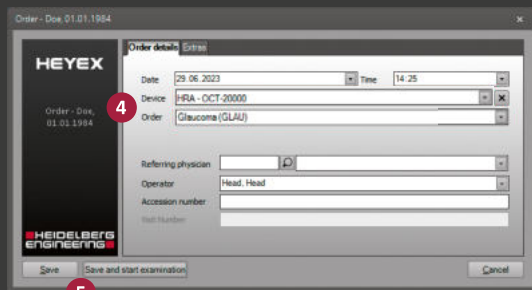 Order - Doe, 01.01.1984
HEYEX
Order - Doe,
01.01.1984
HEIDELBERG
ENGINEERING
Order details Extras
Date 29.06.2023 Time 14:25
4
Device HRA - OCT-20000
Order Glaucoma (GLAU)
Referring physician
Operator Head, Head
Accession number
Visit Number
Save Save and start examination Cancel
5